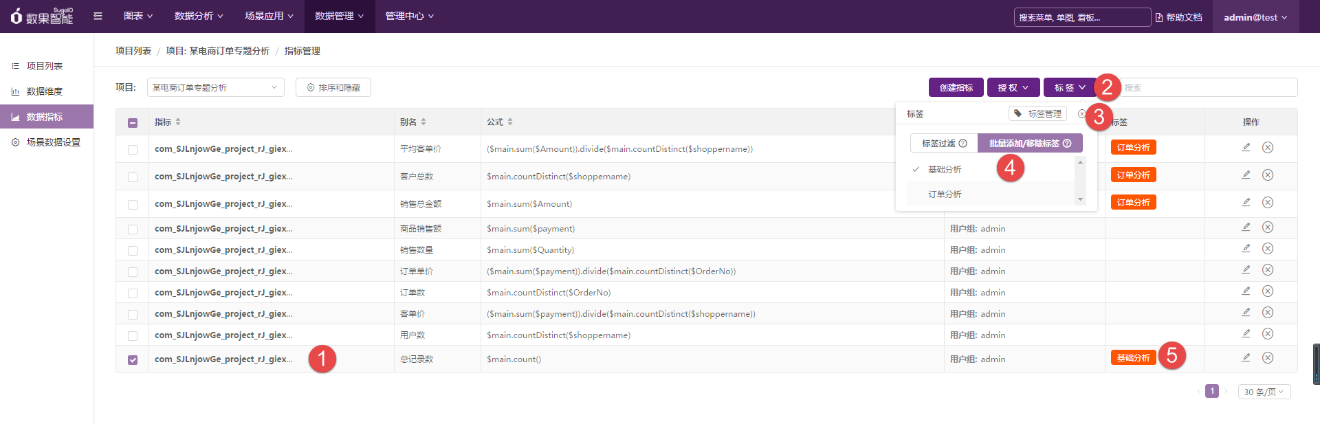 数果智能 SugoIO 图表 数据分析 场景应用 数据管理 管理中心 搜索菜单, 单图, 看板... 帮助文档 admin@test
项目列表 / 项目: 某电商订单专题分析 / 指标管理
项目列表
数据维度
数据指标
场景数据设置
项目: 某电商订单专题分析 排序和隐藏 创建指标 授权 标签 2 搜索
标签 标签管理 3
标签过滤 批量添加/移除标签
4
基础分析
订单分析
指标 别名 公式 标签 操作
com_SJLnjowGe_project_rJ_giex... 平均客单价 ($main.sum($Amount)).divide($main.countDistinct($shoppername)) 订单分析
com_SJLnjowGe_project_rJ_giex... 客户总数 $main.countDistinct($shoppername) 订单分析
com_SJLnjowGe_project_rJ_giex... 销售总金额 $main.sum($Amount) 订单分析
com_SJLnjowGe_project_rJ_giex... 商品销售额 $main.sum($payment) 用户组: admin
com_SJLnjowGe_project_rJ_giex... 销售数量 $main.sum($Quantity) 用户组: admin
com_SJLnjowGe_project_rJ_giex... 订单单价 ($main.sum($payment)).divide($main.countDistinct($OrderNo)) 用户组: admin
com_SJLnjowGe_project_rJ_giex... 订单数 $main.countDistinct($OrderNo) 用户组: admin
com_SJLnjowGe_project_rJ_giex... 客单价 ($main.sum($payment)).divide($main.countDistinct($shoppername)) 用户组: admin
com_SJLnjowGe_project_rJ_giex... 用户数 $main.countDistinct($shoppername) 用户组: admin
com_SJLnjowGe_project_rJ_giex... 1 总记录数 $main.count() 用户组: admin 基础分析 5
1 30 条/页